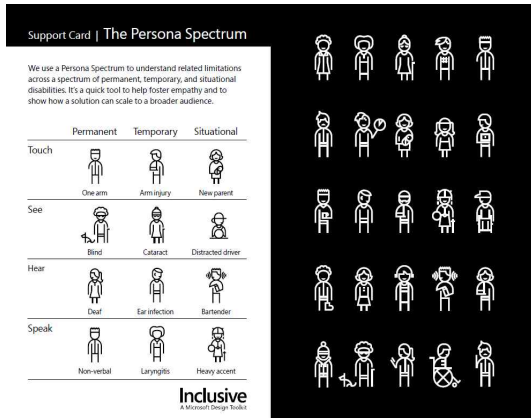 Support Card | The Persona Spectrum
We use a Persona Spectrum to understand related limitations
across a spectrum of permanent, temporary, and situational
disabilities. It's a quick tool to help foster empathy and to
show how a solution can scale to a broader audience.
Permanent Temporary Situational
Touch
One arm Arm injury New parent
See
Blind Cataract Distracted driver
Hear
Deaf Ear infection Bartender
Speak
Non-verbal Laryngitis Heavy accent
Inclusive
A Microsoft Design Toolkit